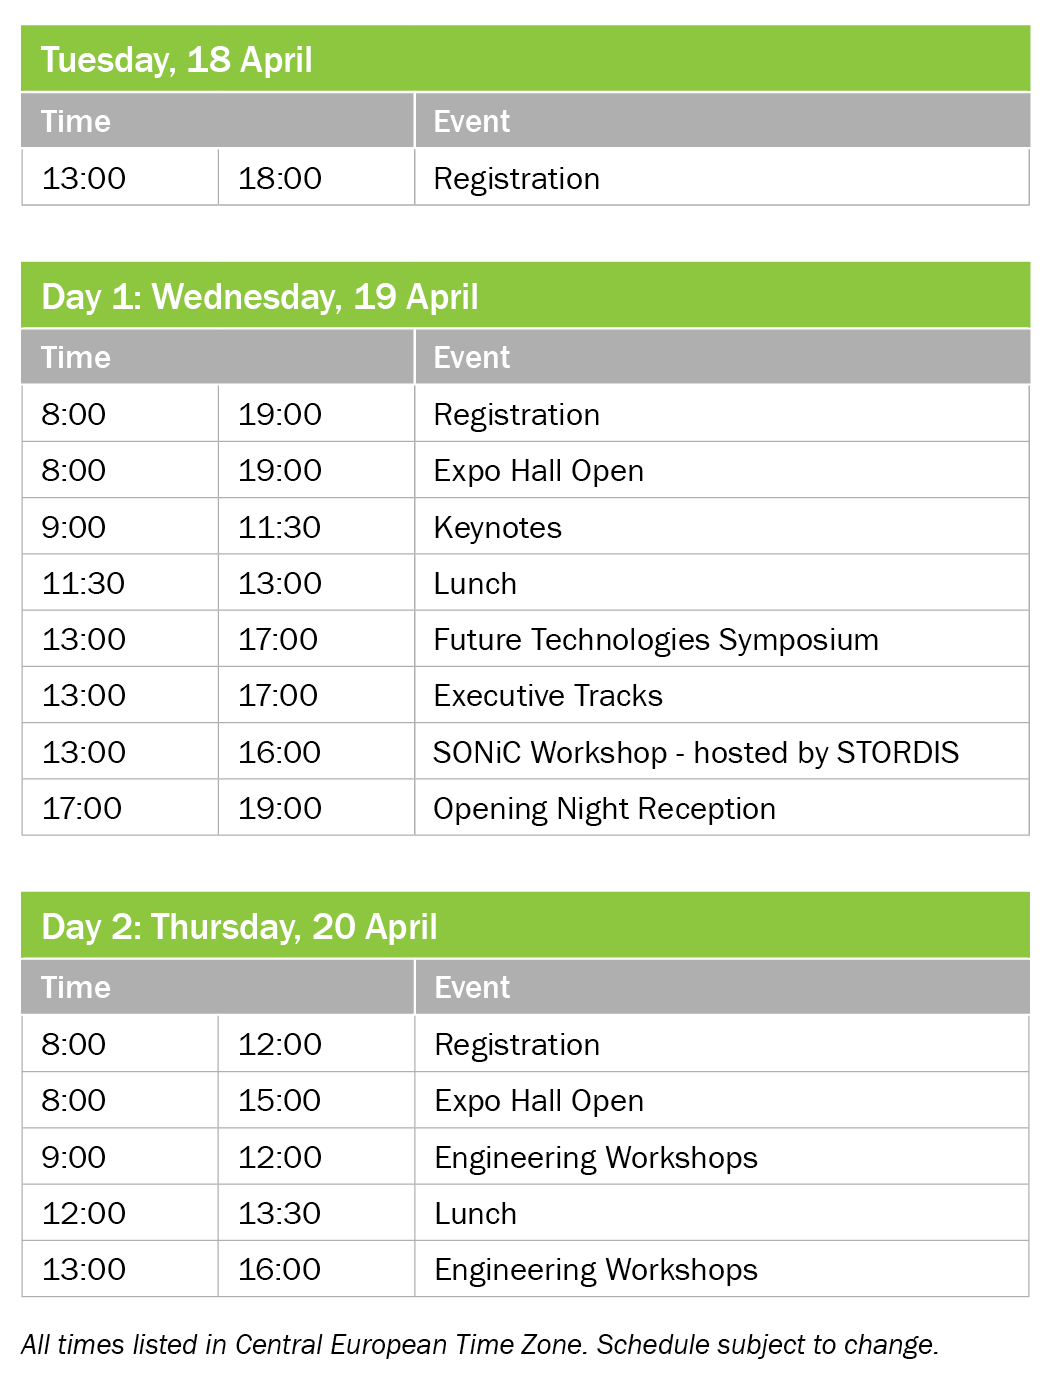 Tuesday, 18 April
Time Event
13:00 18:00 Registration
Day 1: Wednesday, 19 April
Time Event
8:00 19:00 Registration
8:00 19:00 Expo Hall Open
9:00 11:30 Keynotes
11:30 13:00 Lunch
13:00 17:00 Future Technologies Symposium
13:00 17:00 Executive Tracks
13:00 16:00 SONiC Workshop - hosted by STORDIS
17:00 19:00 Opening Night Reception
Day 2: Thursday, 20 April
Time Event
8:00 12:00 Registration
8:00 15:00 Expo Hall Open
9:00 12:00 Engineering Workshops
12:00 13:30 Lunch
13:00 16:00 Engineering Workshops
All times listed in Central European Time Zone. Schedule subject to change.